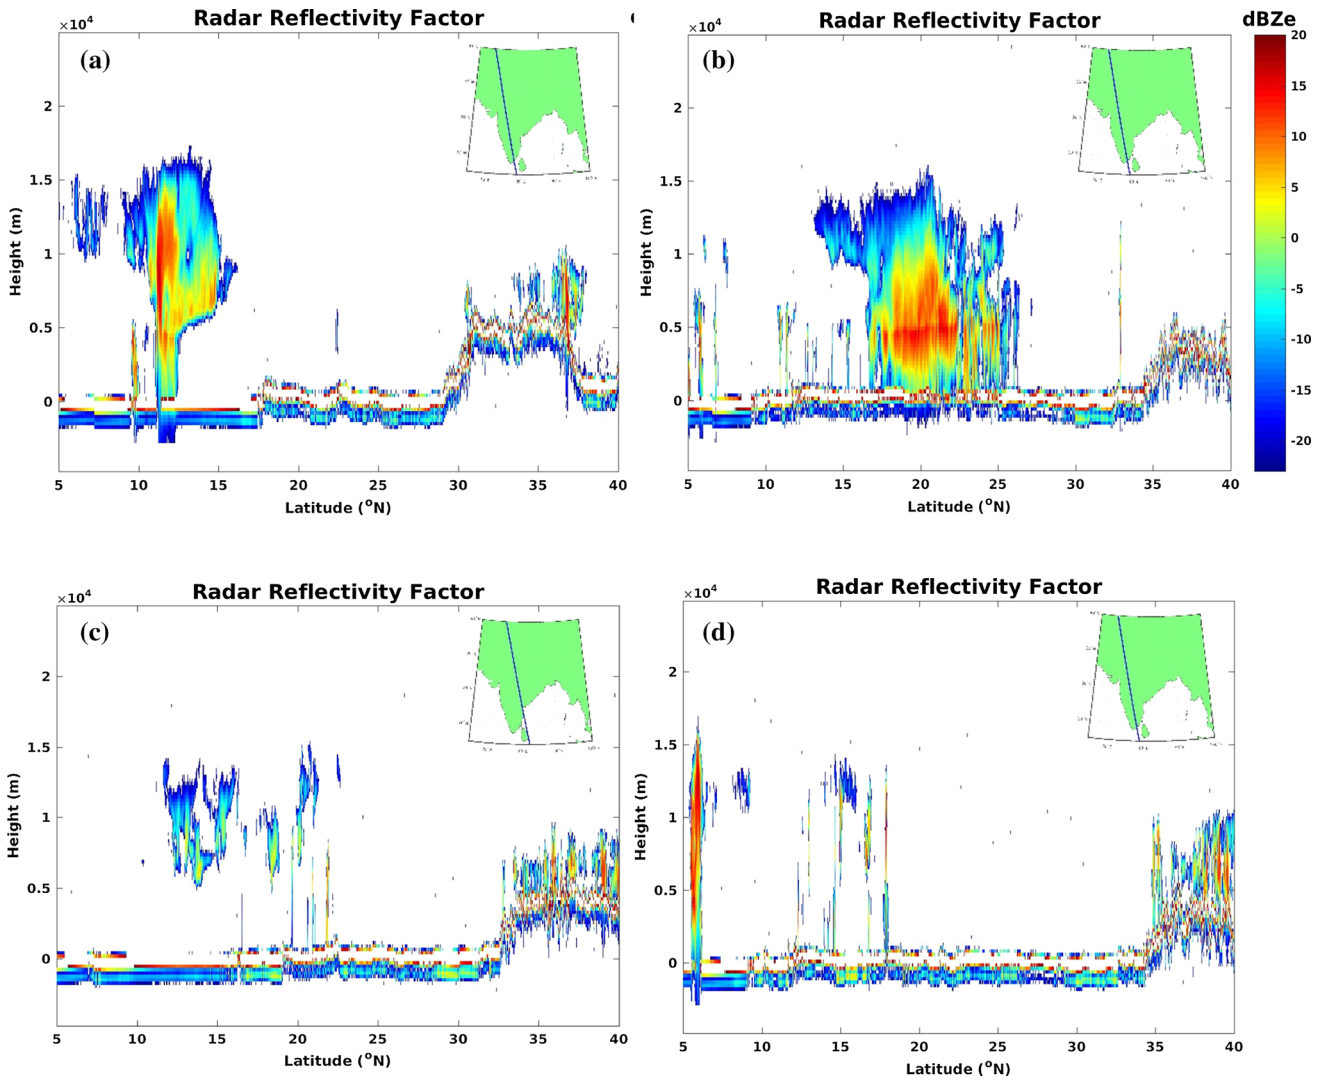 Radar Reflectivity Factor
×10⁴
(a)
2
1.5
1
0.5
0
Height (m)
5 10 15 20 25 30 35 40
Latitude (°N)
Radar Reflectivity Factor
×10⁴
(b)
2
1.5
1
0.5
0
Height (m)
5 10 15 20 25 30 35 40
Latitude (°N)
dBZe
20
15
10
5
0
-5
-10
-15
-20
Radar Reflectivity Factor
×10⁴
(c)
2
1.5
1
0.5
0
Height (m)
5 10 15 20 25 30 35 40
Latitude (°N)
Radar Reflectivity Factor
×10⁴
(d)
2
1.5
1
0.5
0
Height (m)
5 10 15 20 25 30 35 40
Latitude (°N)